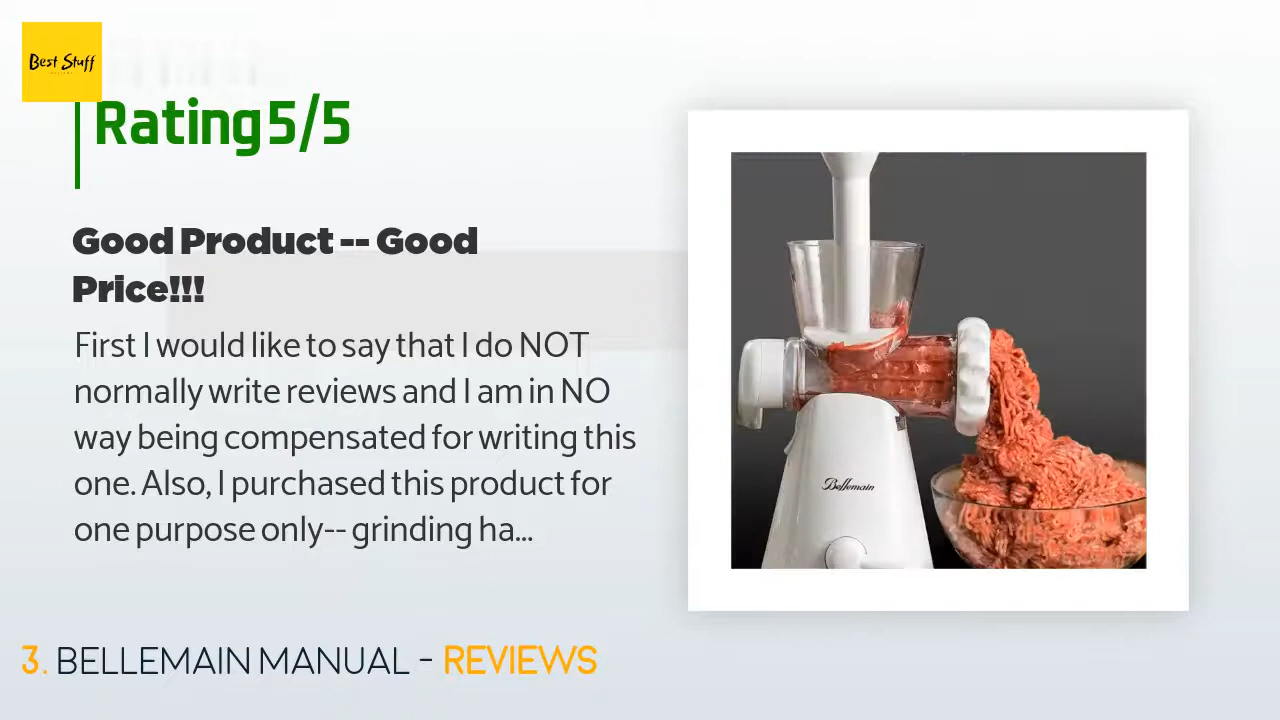 Best Stuff
Rating 5/5
Good Product -- Good
Price!!!
First I would like to say that I do NOT
normally write reviews and I am in NO
way being compensated for writing this
one. Also, I purchased this product for
one purpose only-- grinding ha...
Bellemain
3. BELLEMAIN MANUAL - REVIEWS